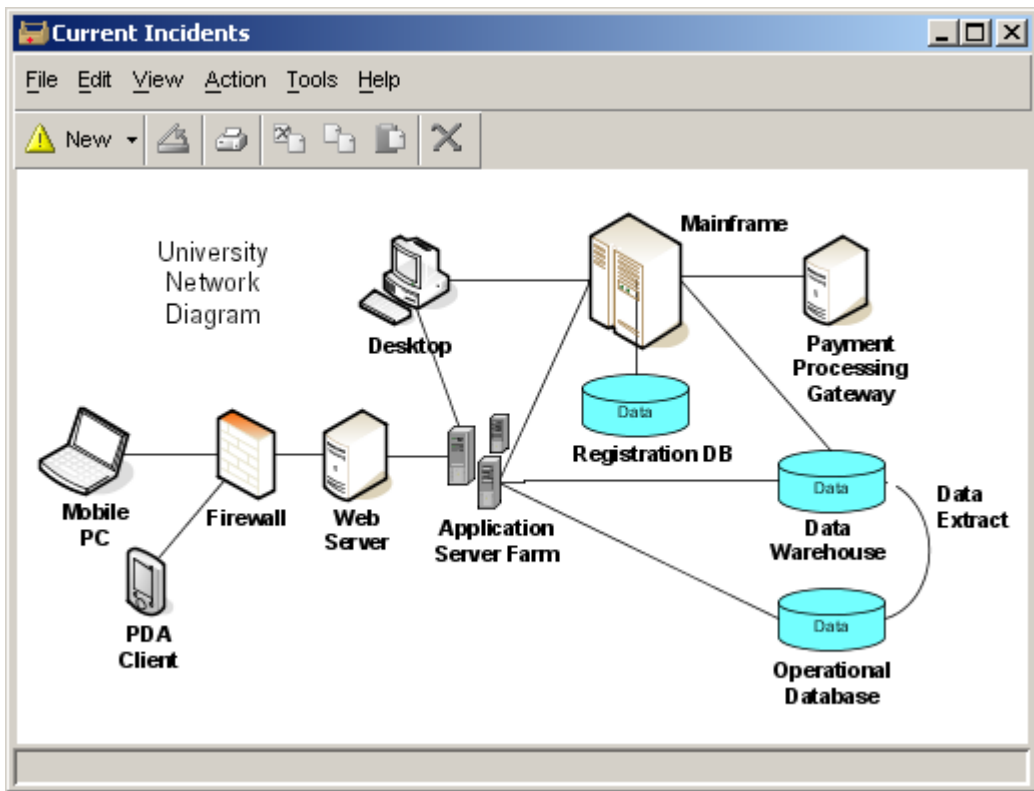 Current Incidents
File Edit View Action Tools Help
New
University
Network
Diagram
Mainframe
Desktop
Payment
Processing
Gateway
Data
Registration DB
Mobile
PC
Firewall
Web
Server
Application
Server Farm
Data
Data
Warehouse
Data
Extract
PDA
Client
Data
Operational
Database